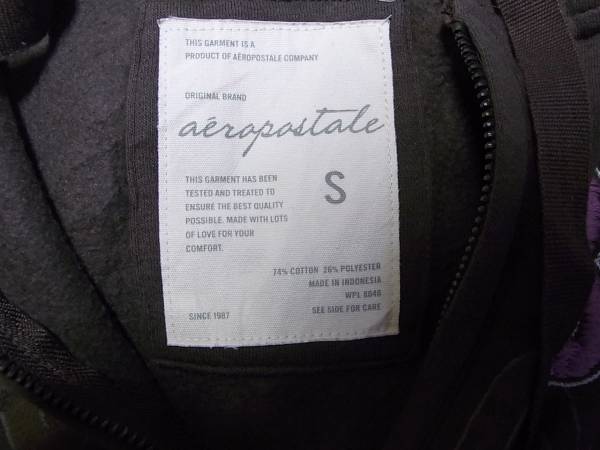 THIS GARMENT IS A
PRODUCT OF AÉROPOSTALE COMPANY
ORIGINAL BRAND
aéropostale
THIS GARMENT HAS BEEN
TESTED AND TREATED TO
ENSURE THE BEST QUALITY
POSSIBLE. MADE WITH LOTS
OF LOVE FOR YOUR
COMFORT.
S
74% COTTON 26% POLYESTER
MADE IN INDONESIA
WPL 8646
SEE SIDE FOR CARE
SINCE 1987